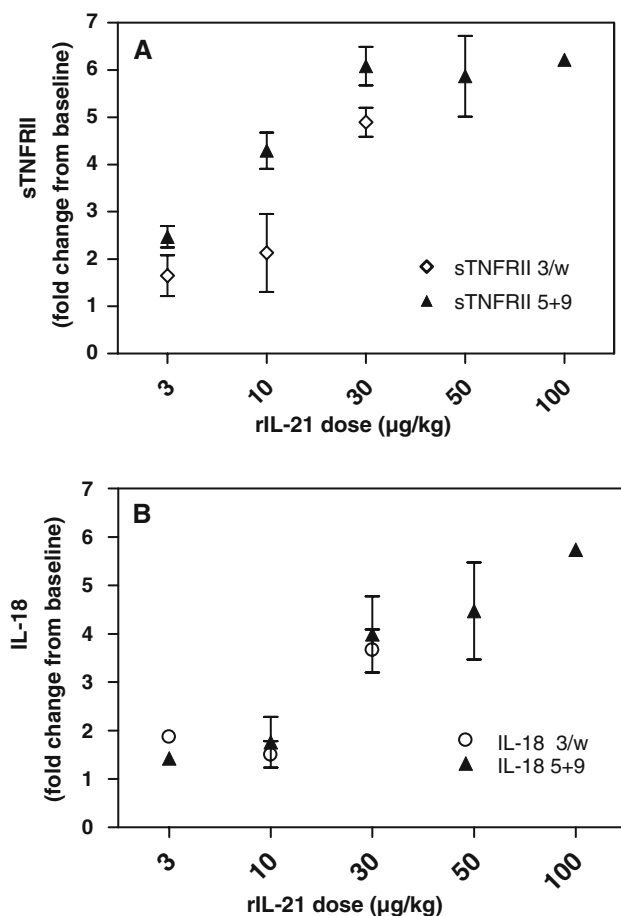 A
7
6
5
4
3
2
1
0
sTNFRII
(fold change from baseline)
sTNFRII 3/w
sTNFRII 5+9
3
10
30
50
100
rIL-21 dose (µg/kg)
B
7
6
5
4
3
2
1
0
IL-18
(fold change from baseline)
IL-18 3/w
IL-18 5+9
3
10
30
50
100
rIL-21 dose (µg/kg)